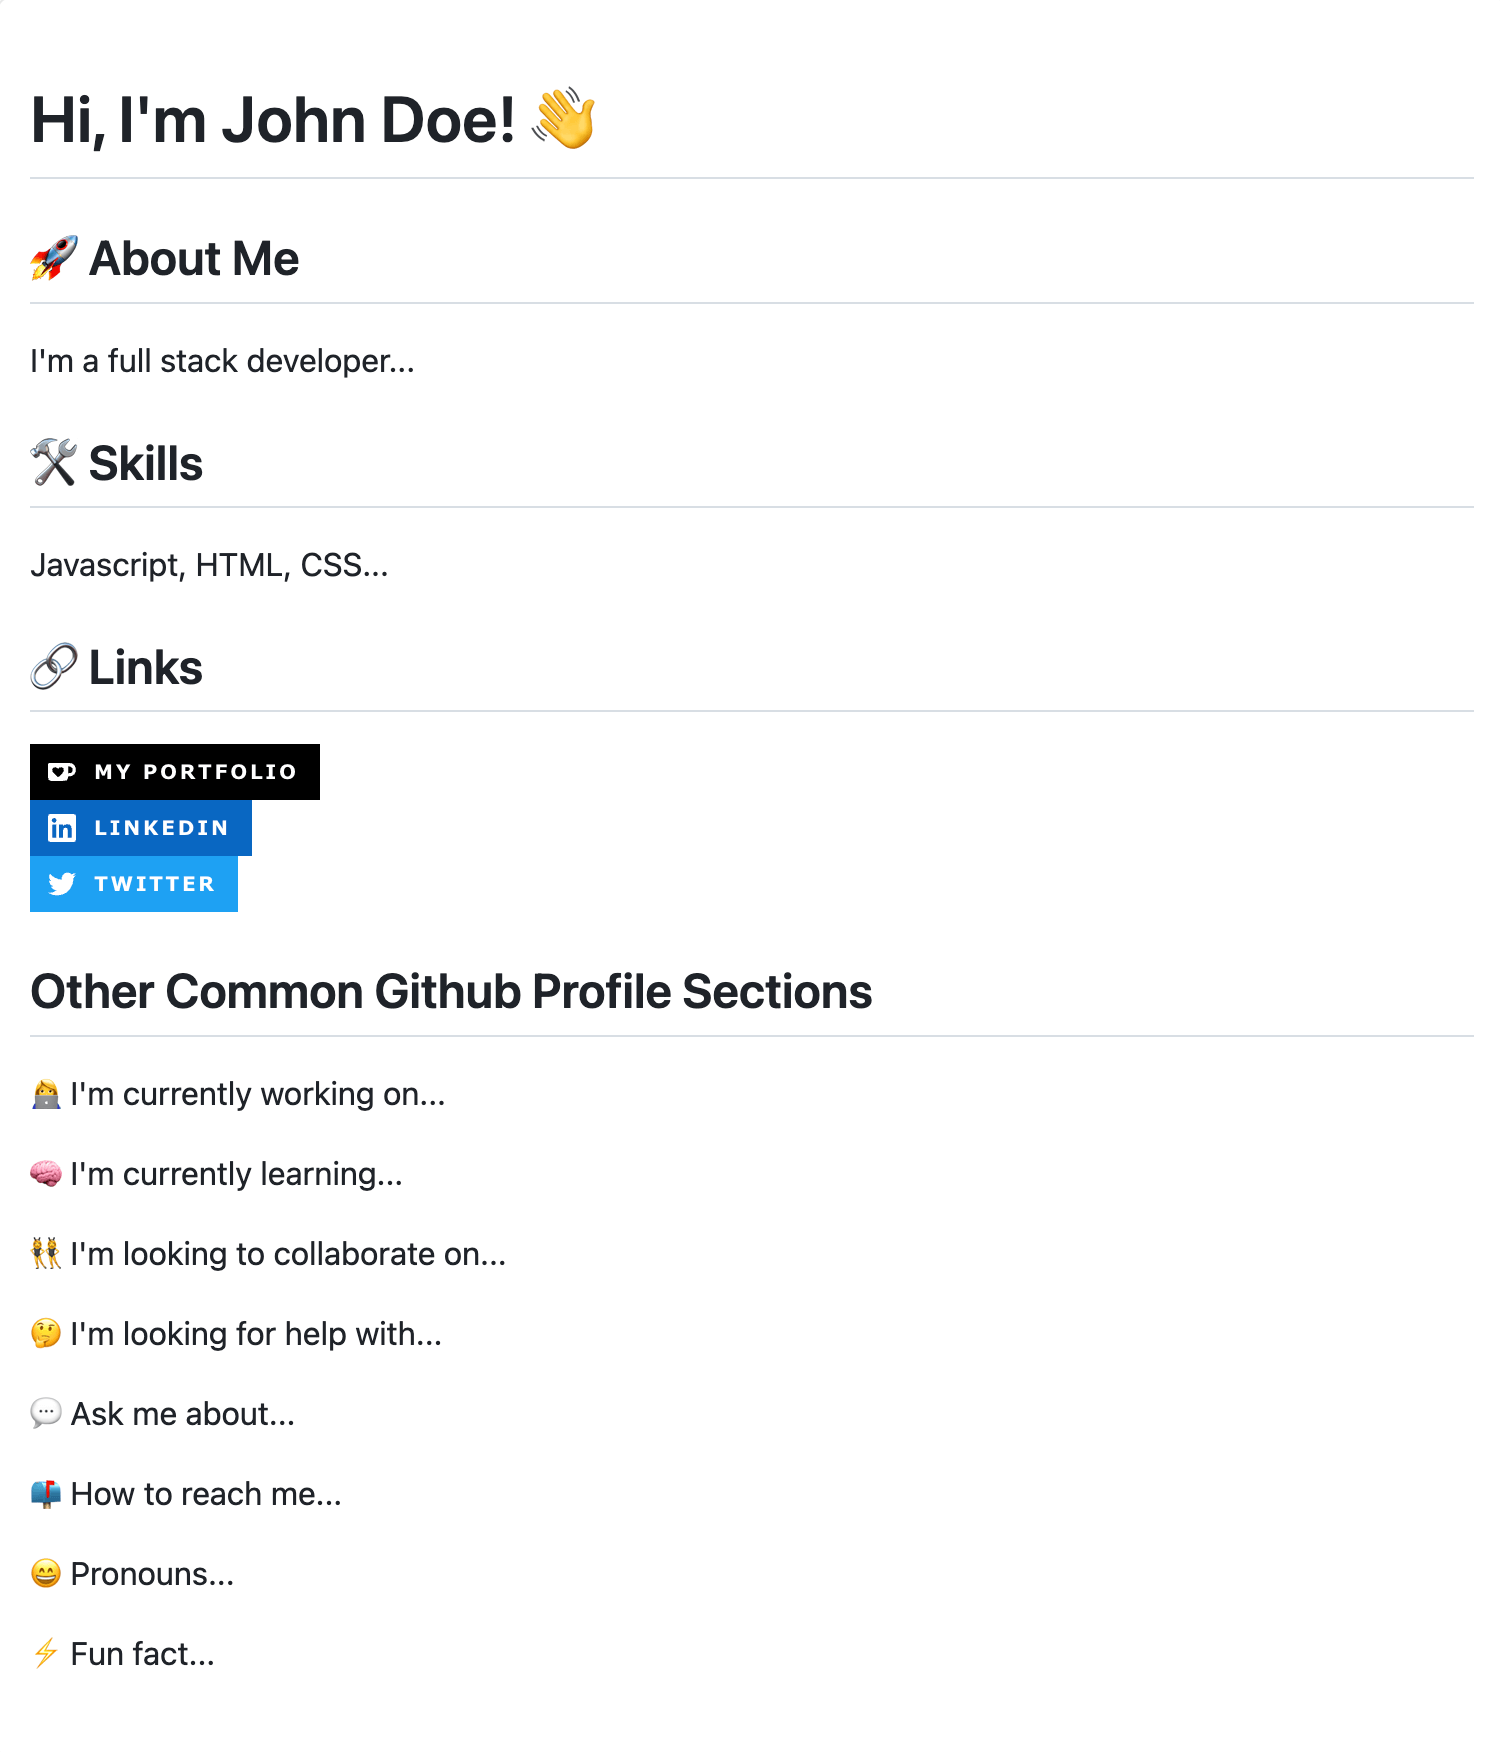 Hi, I'm John Doe! 👋
🚀 About Me
I'm a full stack developer...
🛠 Skills
Javascript, HTML, CSS...
🔗 Links
MY PORTFOLIO
in LINKEDIN
TWITTER
Other Common Github Profile Sections
👩‍💻 I'm currently working on...
🧠 I'm currently learning...
👯‍♀️ I'm looking to collaborate on...
🤔 I'm looking for help with...
💬 Ask me about...
📫 How to reach me...
😄 Pronouns...
⚡️ Fun fact...